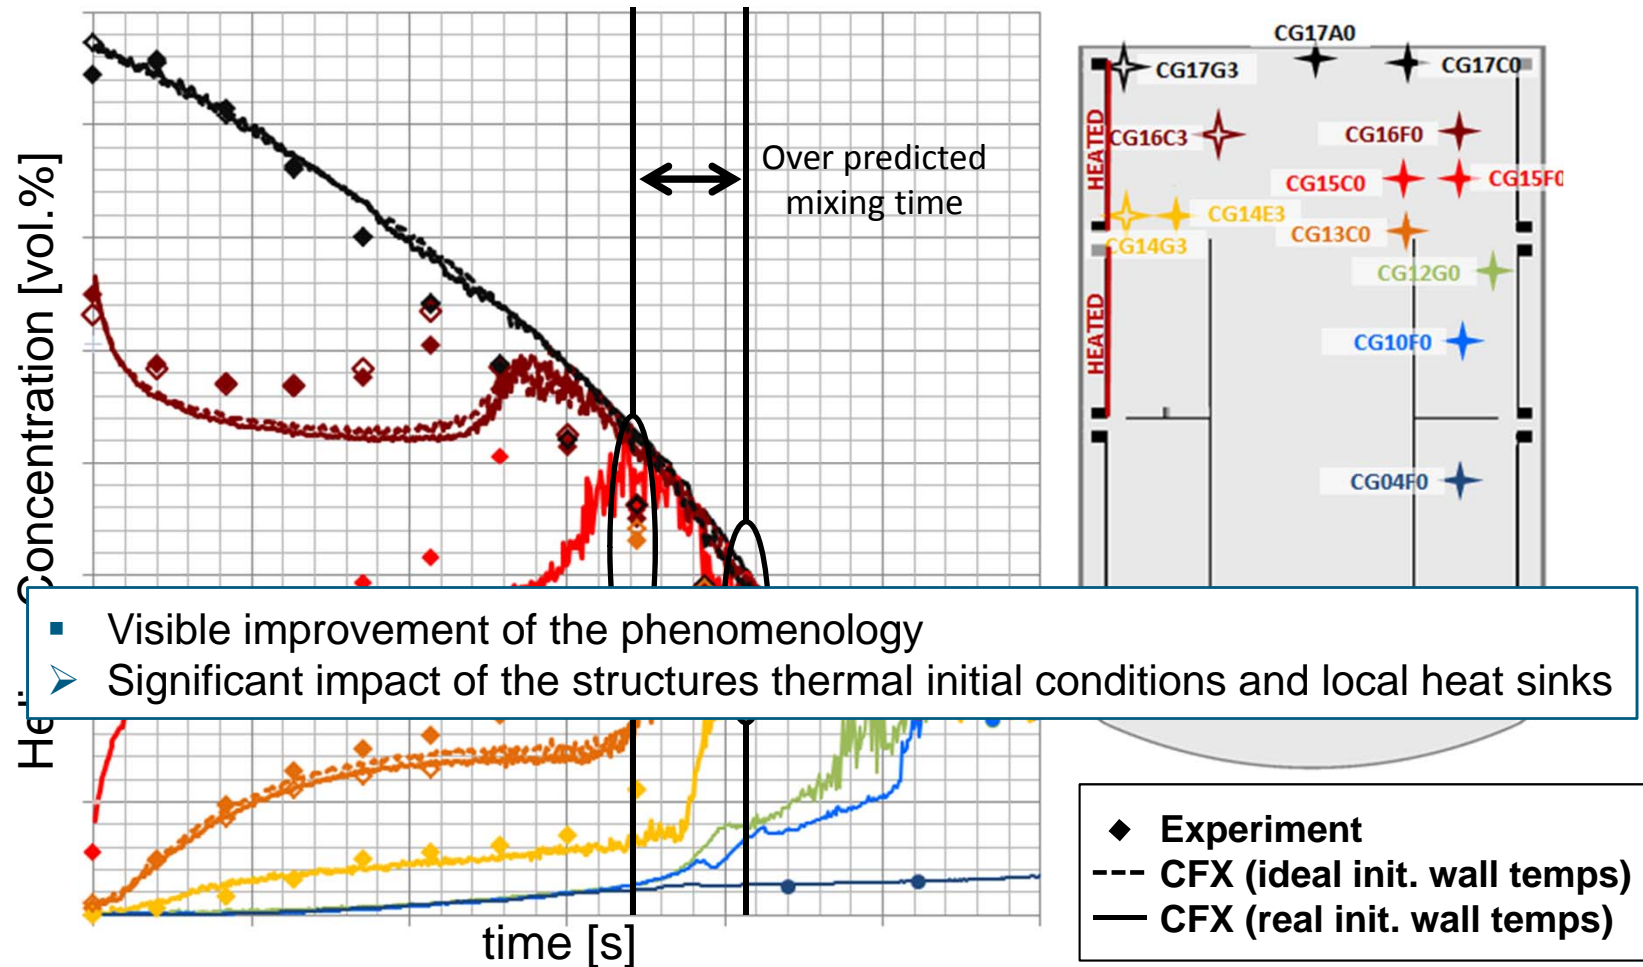 Concentration [vol.%]
Over predicted
mixing time
time [s]
CG17A0
CG17G3
CG17C0
HEATED
CG16C3
CG16F0
CG15C0
CG15F0
CG14E3
CG14G3
CG13C0
CG12G0
HEATED
CG10F0
CG04F0
Visible improvement of the phenomenology
Significant impact of the structures thermal initial conditions and local heat sinks
Experiment
CFX (ideal init. wall temps)
CFX (real init. wall temps)